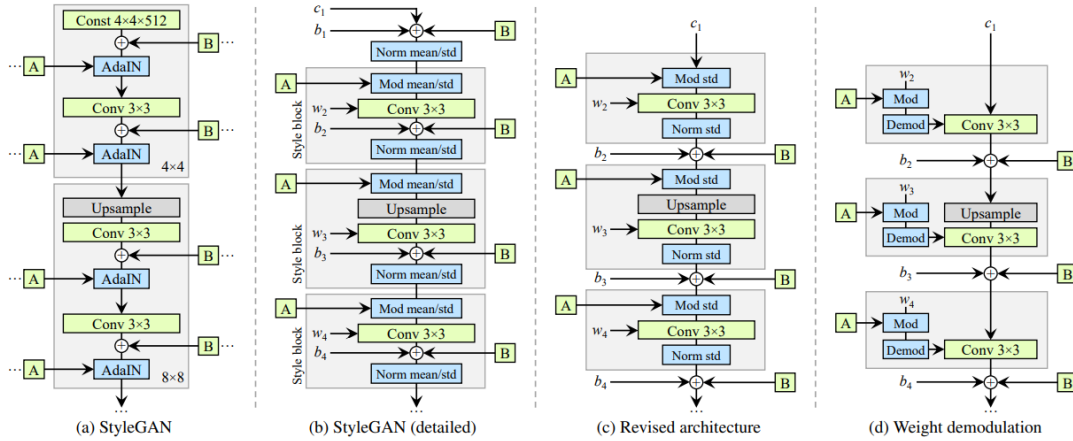 Const 4×4×512
B ...
... A
AdaIN
Conv 3×3
B ...
... A
AdaIN
4×4
Upsample
Conv 3×3
B ...
... A
AdaIN
Conv 3×3
B ...
... A
AdaIN
8×8
...
(a) StyleGAN
c1
b1
B
Norm mean/std
A
Mod mean/std
w2
Conv 3×3
b2
B
Norm mean/std
Style block
A
Mod mean/std
Upsample
w3
Conv 3×3
b3
B
Norm mean/std
Style block
A
Mod mean/std
w4
Conv 3×3
b4
B
Norm mean/std
Style block
...
(b) StyleGAN (detailed)
c1
A
Mod std
w2
Conv 3×3
Norm std
b2
B
A
Mod std
Upsample
w3
Conv 3×3
Norm std
b3
B
A
Mod std
w4
Conv 3×3
Norm std
b4
B
...
(c) Revised architecture
c1
w2
A
Mod
Demod
Conv 3×3
b2
B
w3
A
Mod
Upsample
Demod
Conv 3×3
b3
B
w4
A
Mod
Demod
Conv 3×3
b4
B
...
(d) Weight demodulation